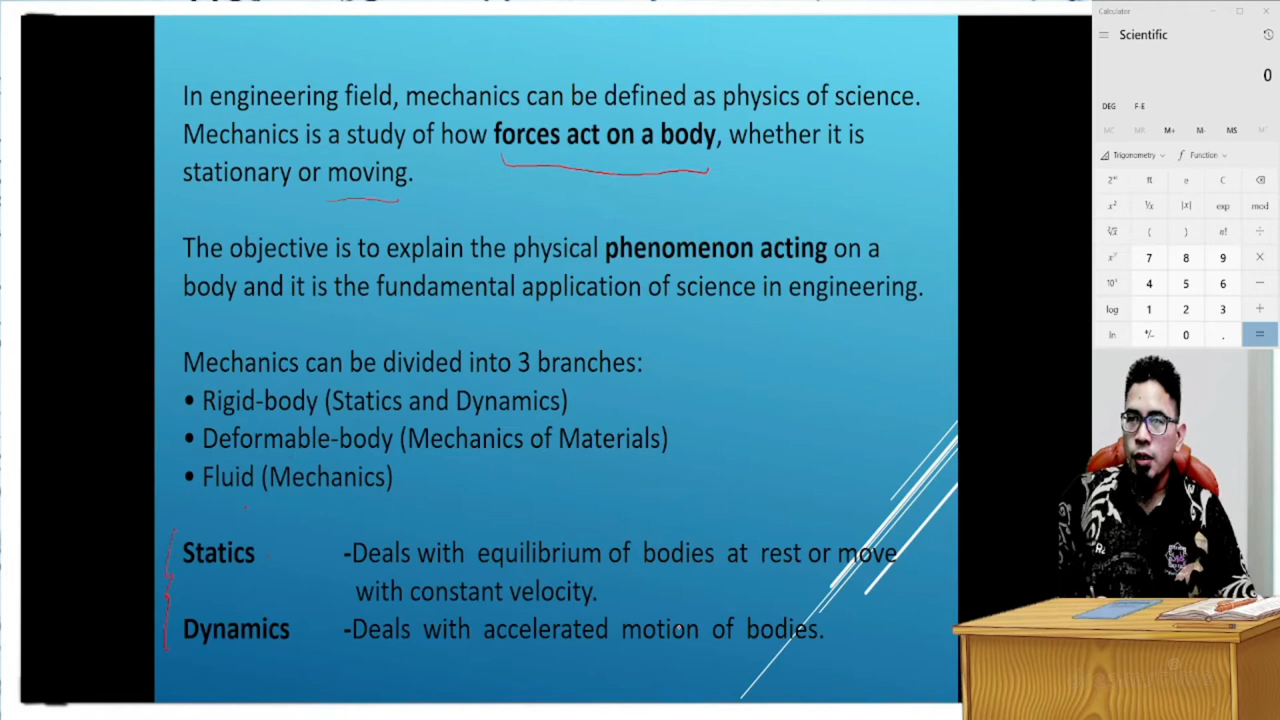 In engineering field, mechanics can be defined as physics of science.
Mechanics is a study of how forces act on a body, whether it is
stationary or moving.
The objective is to explain the physical phenomenon acting on a
body and it is the fundamental application of science in engineering.
Mechanics can be divided into 3 branches:
• Rigid-body (Statics and Dynamics)
• Deformable-body (Mechanics of Materials)
• Fluid (Mechanics)
Statics -Deals with equilibrium of bodies at rest or move
with constant velocity.
Dynamics -Deals with accelerated motion of bodies.
Calculator
Scientific
0
DEG F-E
MC MR M+ M- MS
Trigonometry Function
π e C
x² ¹/x |x| exp mod
( ) n! ÷
7 8 9 ×
4 5 6 −
log 1 2 3 +
ln +/- 0 . =